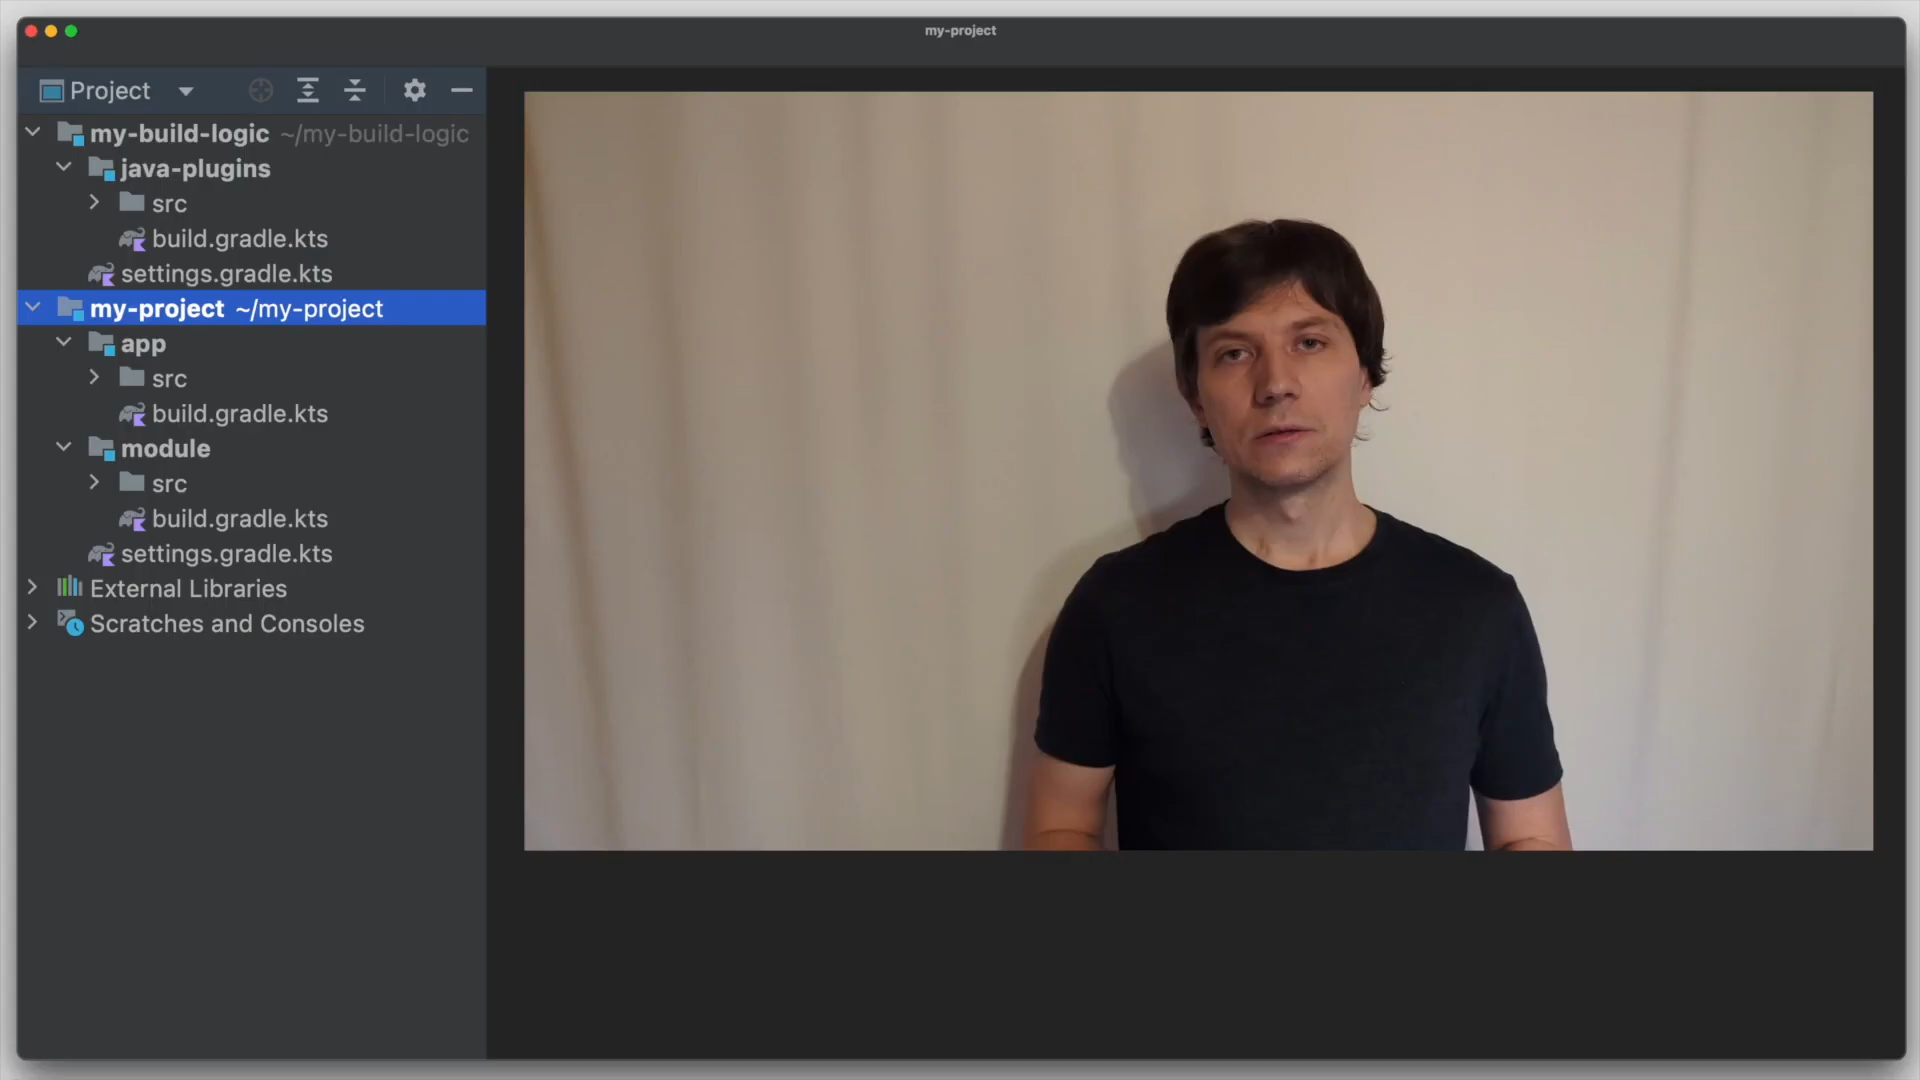 my-project
Project
my-build-logic ~/my-build-logic
java-plugins
src
build.gradle.kts
settings.gradle.kts
my-project ~/my-project
app
src
build.gradle.kts
module
src
build.gradle.kts
settings.gradle.kts
External Libraries
Scratches and Consoles